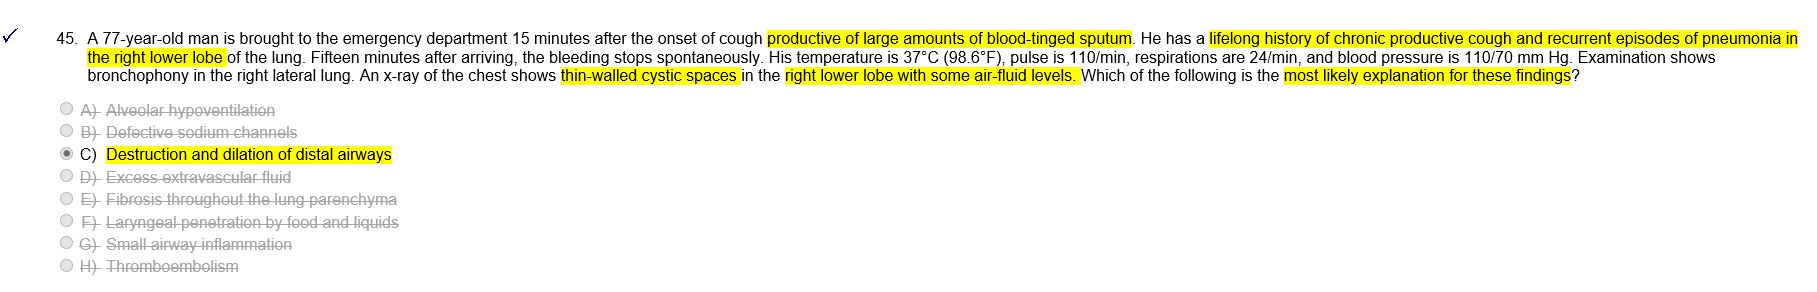 45. A 77-year-old man is brought to the emergency department 15 minutes after the onset of cough productive of large amounts of blood-tinged sputum. He has a lifelong history of chronic productive cough and recurrent episodes of pneumonia in
the right lower lobe of the lung. Fifteen minutes after arriving, the bleeding stops spontaneously. His temperature is 37°C (98.6°F), pulse is 110/min, respirations are 24/min, and blood pressure is 110/70 mm Hg. Examination shows
bronchophony in the right lateral lung. An x-ray of the chest shows thin-walled cystic spaces in the right lower lobe with some air-fluid levels. Which of the following is the most likely explanation for these findings?
A) Alveolar hypoventilation
B) Defective sodium channels
C) Destruction and dilation of distal airways
D) Excess extravascular fluid
E) Fibrosis throughout the lung parenchyma
F) Laryngeal penetration by food and liquids
G) Small airway inflammation
H) Thromboembolism